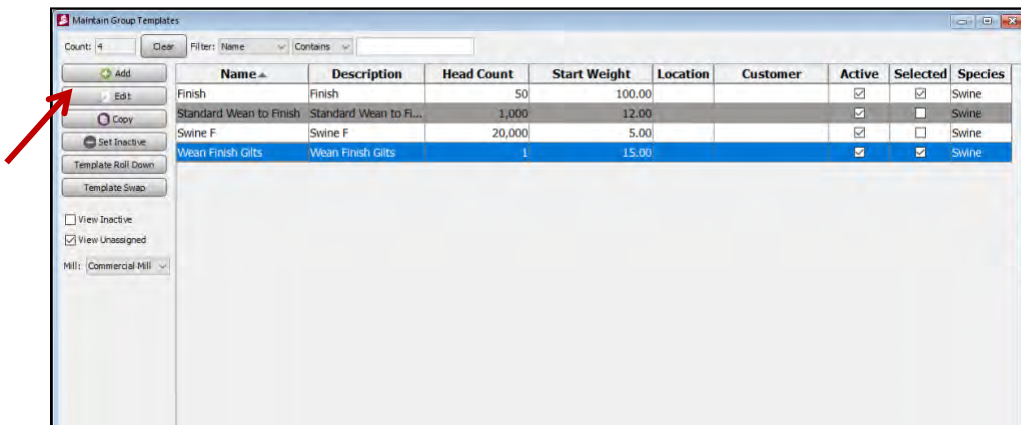 Maintain Group Templates
Count: 4 Clear Filter: Name Contains
Add
Edit
Copy
Set Inactive
Template Roll Down
Template Swap
View Inactive
View Unassigned
Mill: Commercial Mill
Name Description Head Count Start Weight Location Customer Active Selected Species
Finish Finish 50 100.00 Swine
Standard Wean to Finish Standard Wean to Fi... 1,000 12.00 Swine
Swine F Swine F 20,000 5.00 Swine
Wean Finish Gilts Wean Finish Gilts 1 15.00 Swine